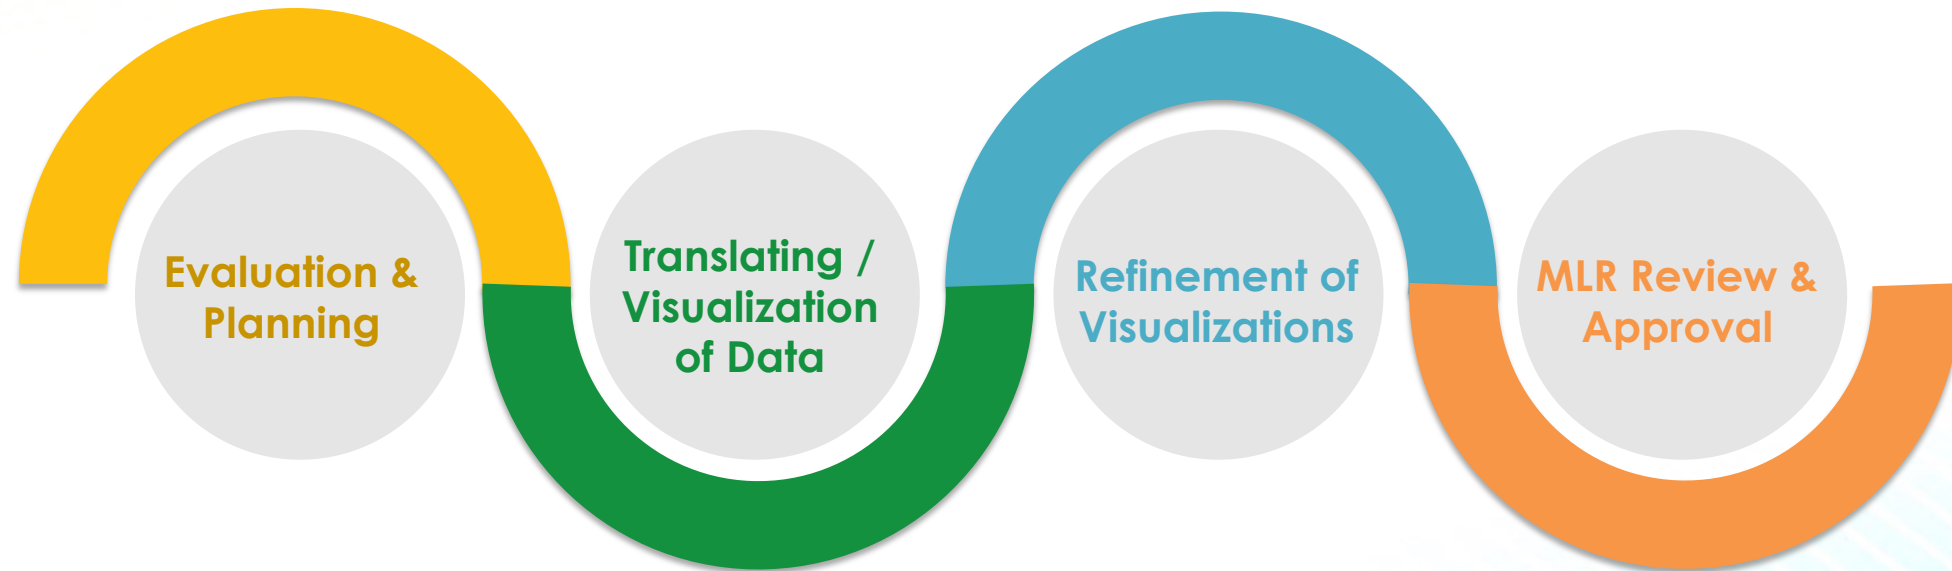 Evaluation &
Planning
Translating /
Visualization
of Data
Refinement of
Visualizations
MLR Review &
Approval